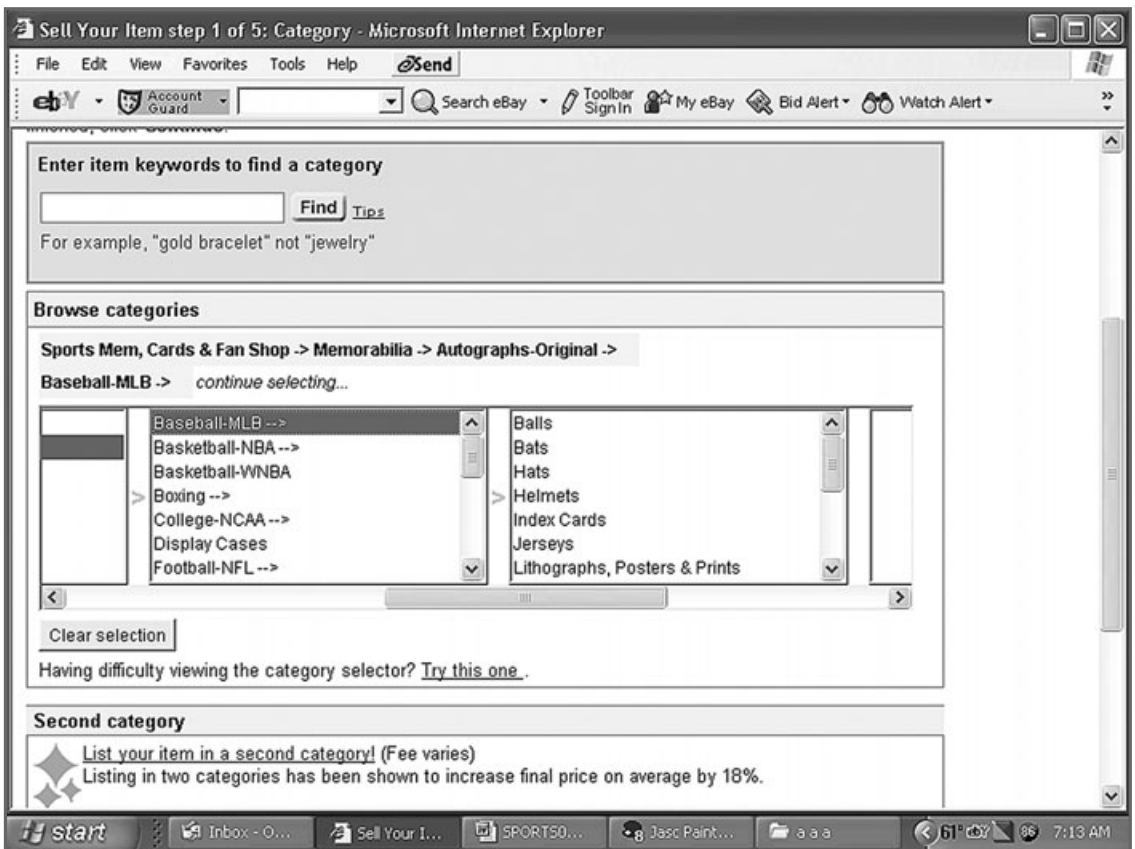 Sell Your Item step 1 of 5: Category - Microsoft Internet Explorer
File Edit View Favorites Tools Help Send
ebY Account Guard Search eBay Toolbar Sign In My eBay Bid Alert Watch Alert
finished, click Continue.
Enter item keywords to find a category
Find Tips
For example, "gold bracelet" not "jewelry"
Browse categories
Sports Mem, Cards & Fan Shop -> Memorabilia -> Autographs-Original ->
Baseball-MLB -> continue selecting...
Baseball-MLB --> Balls
Basketball-NBA --> Bats
Basketball-WNBA Hats
> Boxing --> > Helmets
College-NCAA --> Index Cards
Display Cases Jerseys
Football-NFL --> Lithographs, Posters & Prints
Clear selection
Having difficulty viewing the category selector? Try this one .
Second category
List your item in a second category! (Fee varies)
Listing in two categories has been shown to increase final price on average by 18%.
start Inbox - O... Sell Your I... SPORTS0... Jasc Paint... a a a 61° 86 7:13 AM